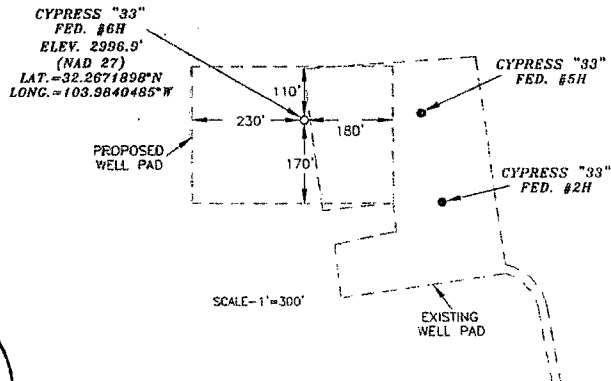 CYPRESS "33"
FED. #6H
ELEV. 2996.9'
(NAD 27)
LAT.=32.2671898°N
LONG.=103.9840485°W
110'
230'
180'
170'
PROPOSED
WELL PAD
CYPRESS "33"
FED. #5H
CYPRESS "33"
FED. #2H
SCALE-1'=300'
EXISTING
WELL PAD